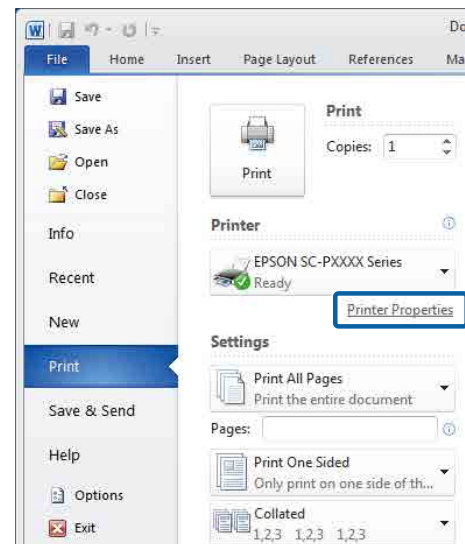 Do
File Home Insert Page Layout References Ma
Save
Save As
Open
Close
Info
Recent
New
Print
Save & Send
Help
Options
Exit
Print
Print
Copies: 1
Printer
EPSON SC-PXXXX Series
Ready
Printer Properties
Settings
Print All Pages
Print the entire document
Pages:
Print One Sided
Only print on one side of th...
Collated
1,2,3 1,2,3 1,2,3